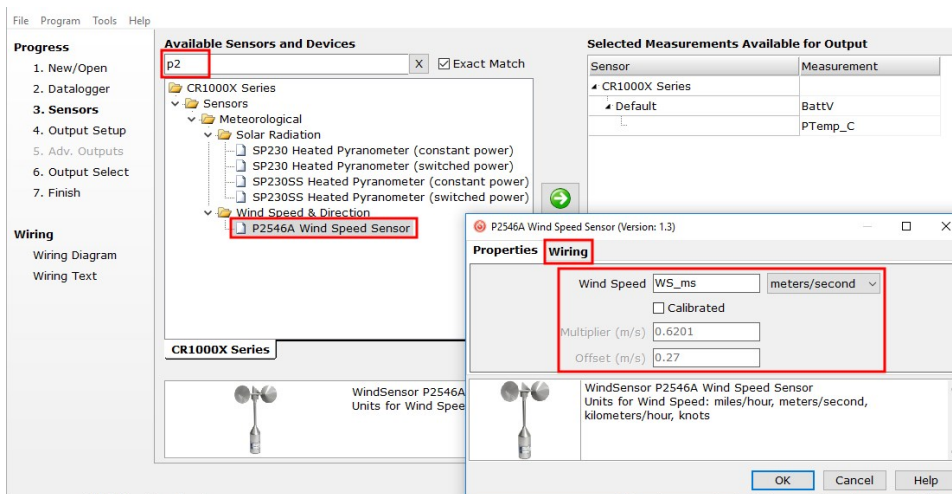 File Program Tools Help
Progress
1. New/Open
2. Datalogger
3. Sensors
4. Output Setup
5. Adv. Outputs
6. Output Select
7. Finish
Wiring
Wiring Diagram
Wiring Text
Available Sensors and Devices
p2 X Exact Match
CR1000X Series
Sensors
Meteorological
Solar Radiation
SP230 Heated Pyranometer (constant power)
SP230 Heated Pyranometer (switched power)
SP230SS Heated Pyranometer (constant power)
SP230SS Heated Pyranometer (switched power)
Wind Speed & Direction
P2546A Wind Speed Sensor
CR1000X Series
WindSensor P2546A
Units for Wind Spee
Selected Measurements Available for Output
Sensor Measurement
CR1000X Series
Default BattV
PTemp_C
P2546A Wind Speed Sensor (Version: 1.3)
Properties Wiring
Wind Speed WS_ms meters/second
Calibrated
Multiplier (m/s) 0.6201
Offset (m/s) 0.27
WindSensor P2546A Wind Speed Sensor
Units for Wind Speed: miles/hour, meters/second,
kilometers/hour, knots
OK Cancel Help